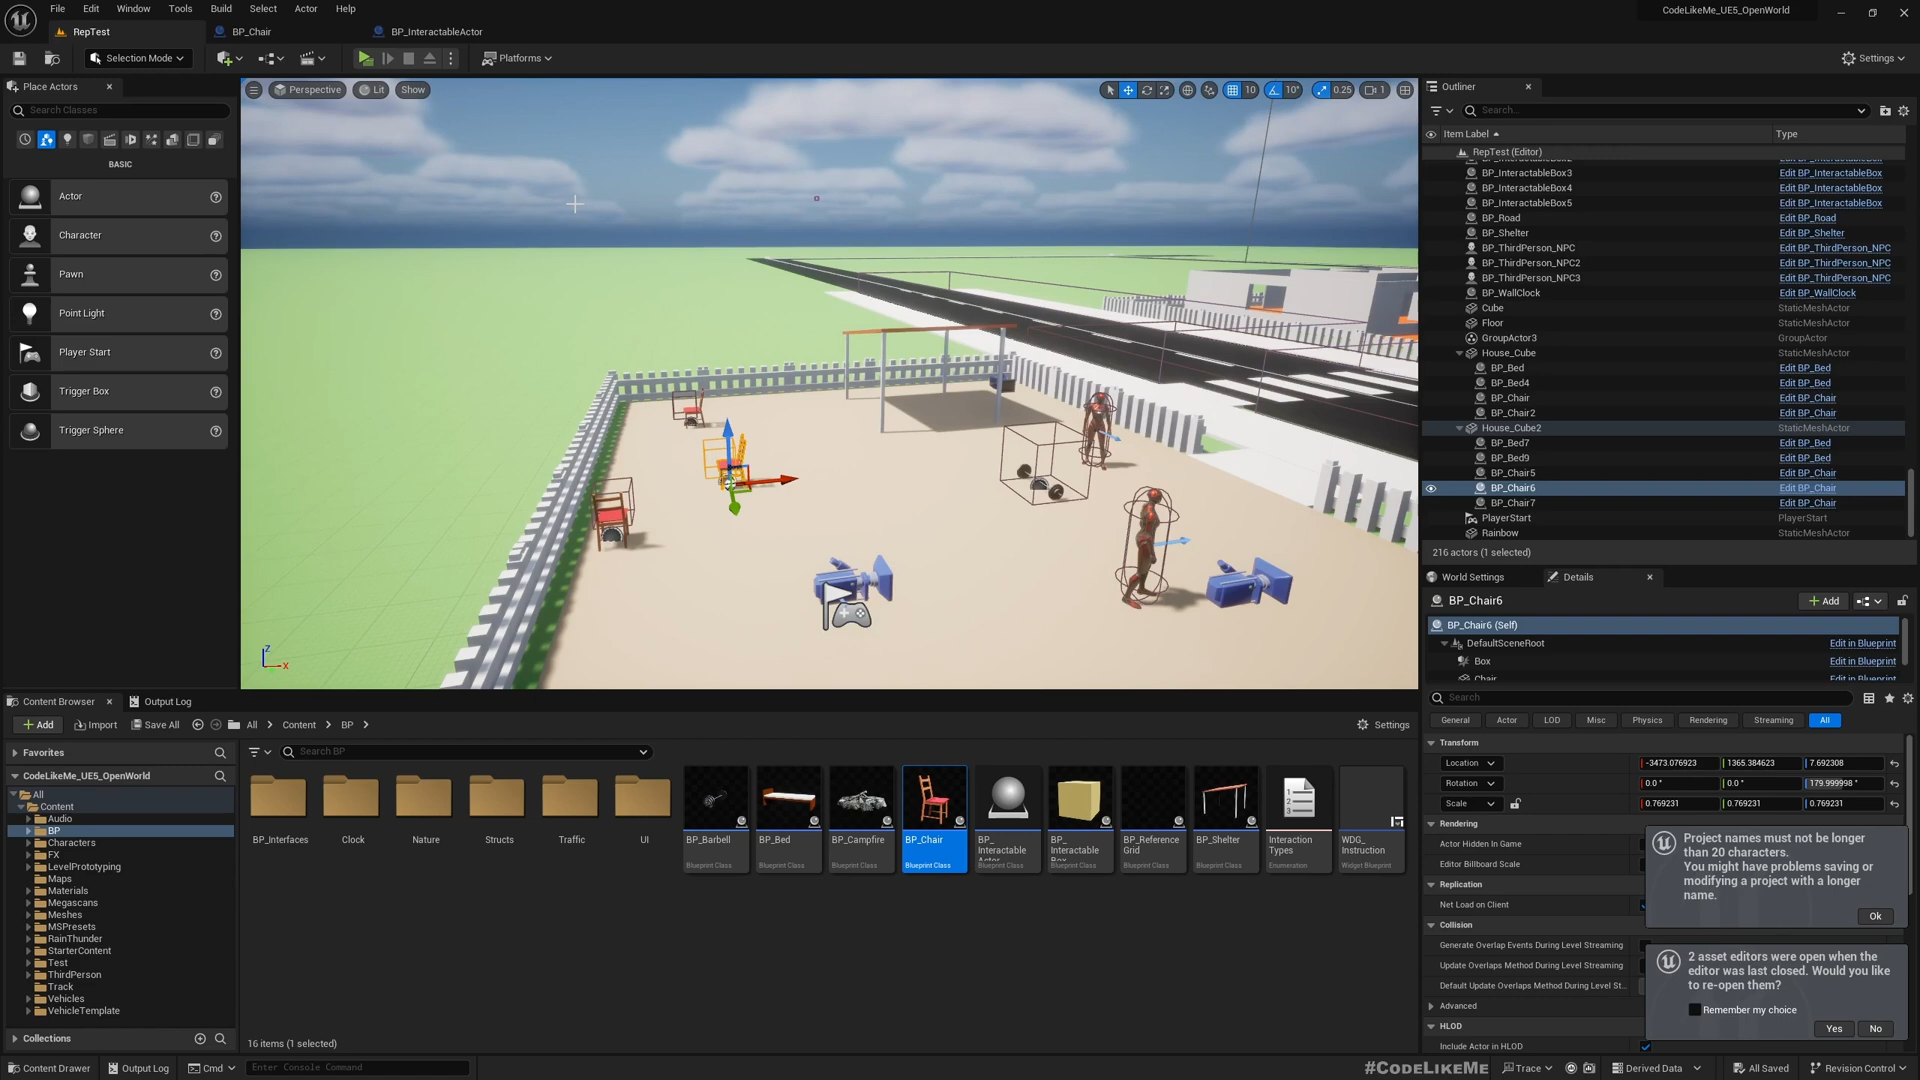 File Edit Window Tools Build Select Actor Help
CodeLikeMe_UE5_OpenWorld
RepTest BP_Chair BP_InteractableActor
Selection Mode Platforms Settings
Place Actors
Search Classes
BASIC
Actor
Character
Pawn
Point Light
Player Start
Trigger Box
Trigger Sphere
Perspective Lit Show
10 10° 0.25 1
Z
X
Outliner
Search...
Item Label Type
RepTest (Editor)
BP_InteractableBox3 Edit BP_InteractableBox
BP_InteractableBox4 Edit BP_InteractableBox
BP_InteractableBox5 Edit BP_InteractableBox
BP_Road Edit BP_Road
BP_Shelter Edit BP_Shelter
BP_ThirdPerson_NPC Edit BP_ThirdPerson_NPC
BP_ThirdPerson_NPC2 Edit BP_ThirdPerson_NPC
BP_ThirdPerson_NPC3 Edit BP_ThirdPerson_NPC
BP_WallClock Edit BP_WallClock
Cube StaticMeshActor
Floor StaticMeshActor
GroupActor3 GroupActor
House_Cube StaticMeshActor
BP_Bed Edit BP_Bed
BP_Bed4 Edit BP_Bed
BP_Chair Edit BP_Chair
BP_Chair2 Edit BP_Chair
House_Cube2 StaticMeshActor
BP_Bed7 Edit BP_Bed
BP_Bed9 Edit BP_Bed
BP_Chair5 Edit BP_Chair
BP_Chair6 Edit BP_Chair
BP_Chair7 Edit BP_Chair
PlayerStart PlayerStart
Rainbow StaticMeshActor
216 actors (1 selected)
World Settings Details
BP_Chair6 Add
BP_Chair6 (Self)
DefaultSceneRoot Edit in Blueprint
Box Edit in Blueprint
Chair Edit in Blueprint
Search
General Actor LOD Misc Physics Rendering Streaming All
Transform
Location -3473.076923 1365.384623 7.692308
Rotation 0.0 ° 0.0 ° 179.999998 °
Scale 0.769231 0.769231 0.769231
Rendering
Actor Hidden In Game
Editor Billboard Scale
Replication
Net Load on Client
Collision
Generate Overlap Events During Level Streaming
Update Overlaps Method During Level Streaming
Default Update Overlaps Method During Level St...
Advanced
HLOD
Include Actor in HLOD
Project names must not be longer
than 20 characters.
You might have problems saving or
modifying a project with a longer
name.
Ok
2 asset editors were open when the
editor was last closed. Would you like
to re-open them?
Remember my choice
Yes No
Content Browser Output Log
Add Import Save All All Content BP Settings
Favorites
CodeLikeMe_UE5_OpenWorld
All
Content
Audio
BP
Characters
FX
LevelPrototyping
Maps
Materials
Megascans
Meshes
MSPresets
RainThunder
StarterContent
Test
ThirdPerson
Track
Vehicles
VehicleTemplate
Collections
Search BP
BP_Interfaces Clock Nature Structs Traffic UI
BP_Barbell
Blueprint Class
BP_Bed
Blueprint Class
BP_Campfire
Blueprint Class
BP_Chair
Blueprint Class
BP_
Interactable
Actor
Blueprint Class
BP_
Interactable
Box
Blueprint Class
BP_Reference
Grid
Blueprint Class
BP_Shelter
Blueprint Class
1
2
3
Interaction
Types
Enumeration
WDG_
Instruction
Widget Blueprint
16 items (1 selected)
Content Drawer Output Log Cmd Enter Console Command
#CODELIKEME Trace Derived Data All Saved Revision Control